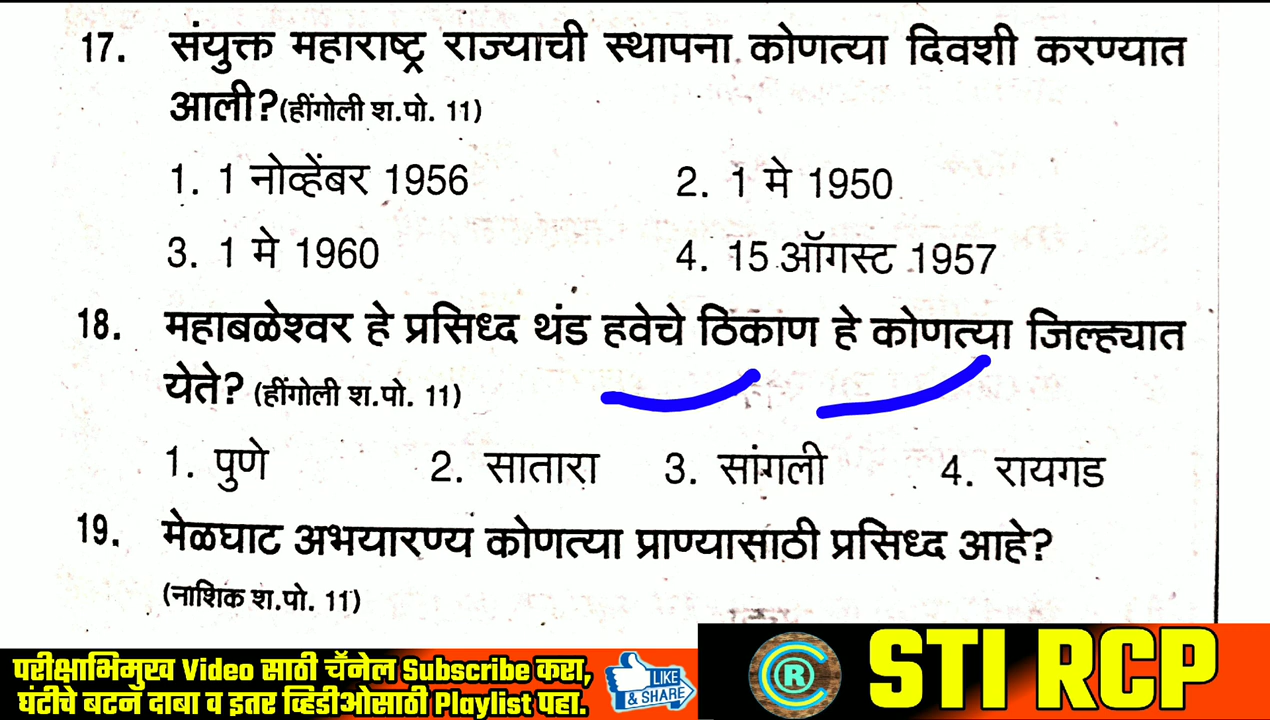 17. संयुक्त महाराष्ट्र राज्याची स्थापना कोणत्या दिवशी करण्यात
आली? (हींगोली श.पो. 11)
1. 1 नोव्हेंबर 1956 2. 1 मे 1950
3. 1 मे 1960 4. 15 ऑगस्ट 1957
18. महाबळेश्वर हे प्रसिध्द थंड हवेचे ठिकाण हे कोणत्या जिल्ह्यात
येते? (हींगोली श.पो. 11)
1. पुणे 2. सातारा 3. सांगली 4. रायगड
19. मेळघाट अभयारण्य कोणत्या प्राण्यासाठी प्रसिध्द आहे?
(नाशिक श.पो. 11)
परीक्षाभिमुख Video साठी चॅनेल Subscribe करा,
घंटीचे बटन दाबा व इतर व्हिडीओसाठी Playlist पहा.
LIKE
& SHARE
R
STI RCP